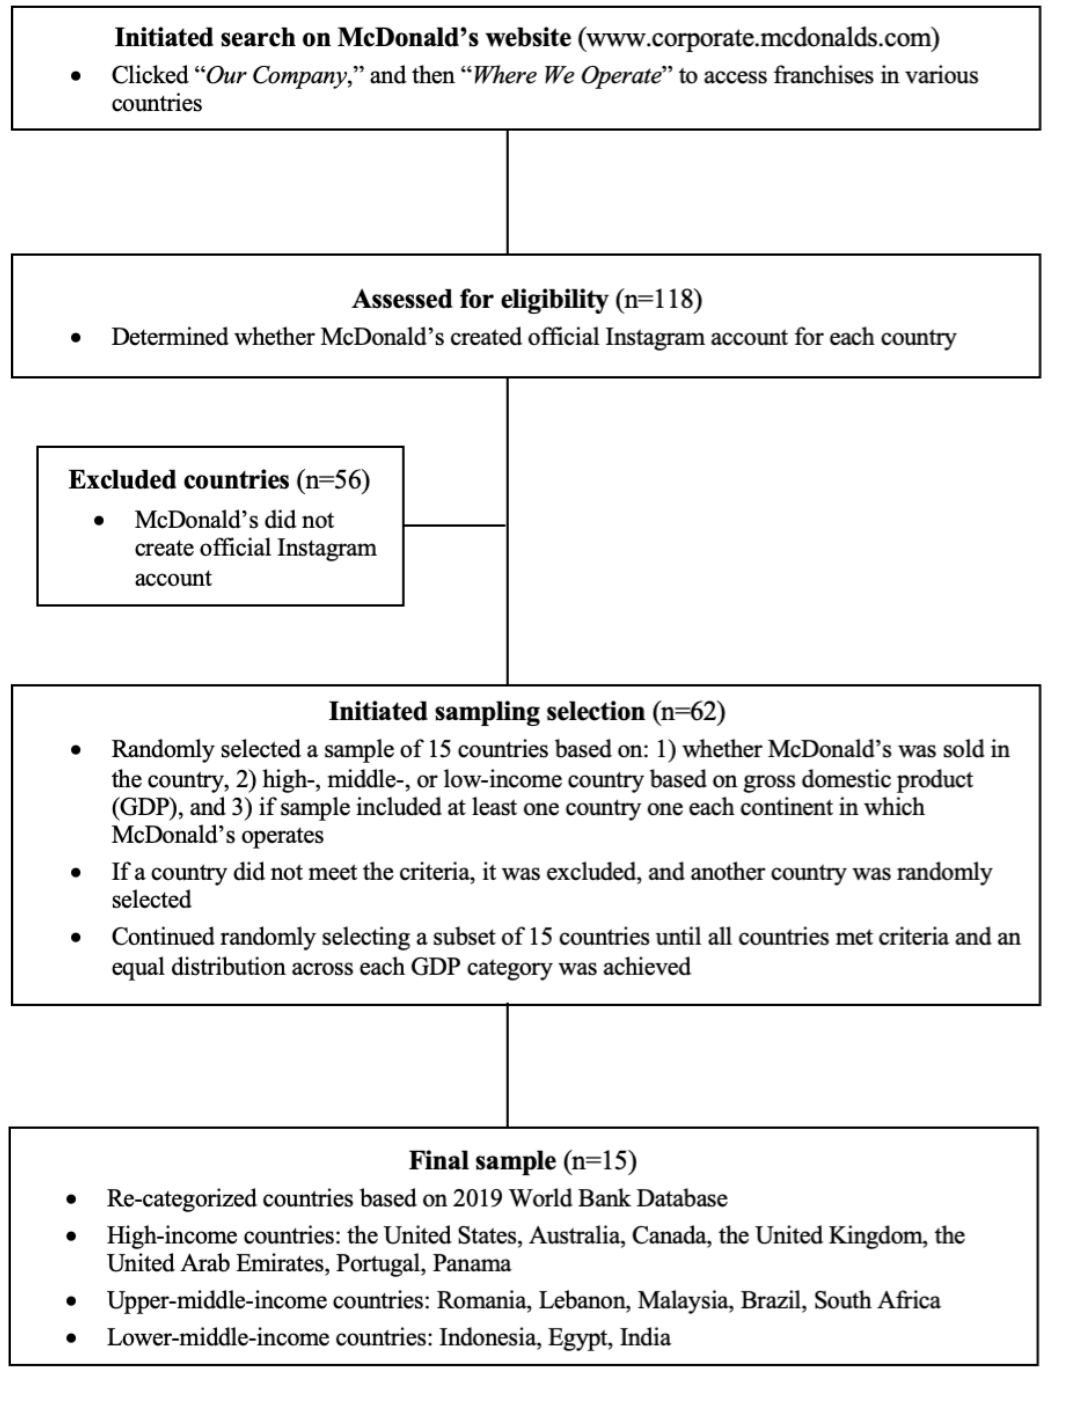 Initiated search on McDonald’s website (www.corporate.mcdonalds.com)
• Clicked “Our Company,” and then “Where We Operate” to access franchises in various
countries
Assessed for eligibility (n=118)
• Determined whether McDonald’s created official Instagram account for each country
Excluded countries (n=56)
• McDonald’s did not
create official Instagram
account
Initiated sampling selection (n=62)
• Randomly selected a sample of 15 countries based on: 1) whether McDonald’s was sold in
the country, 2) high-, middle-, or low-income country based on gross domestic product
(GDP), and 3) if sample included at least one country one each continent in which
McDonald’s operates
• If a country did not meet the criteria, it was excluded, and another country was randomly
selected
• Continued randomly selecting a subset of 15 countries until all countries met criteria and an
equal distribution across each GDP category was achieved
Final sample (n=15)
• Re-categorized countries based on 2019 World Bank Database
• High-income countries: the United States, Australia, Canada, the United Kingdom, the
United Arab Emirates, Portugal, Panama
• Upper-middle-income countries: Romania, Lebanon, Malaysia, Brazil, South Africa
• Lower-middle-income countries: Indonesia, Egypt, India